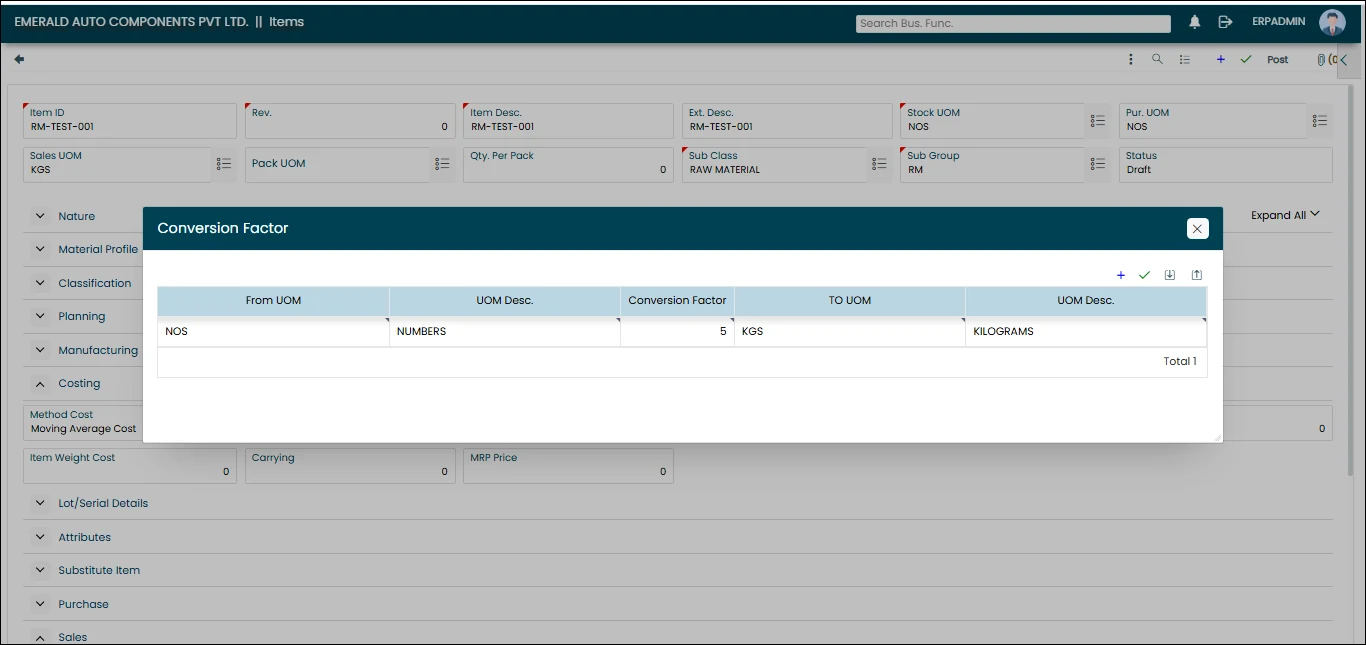 EMERALD AUTO COMPONENTS PVT LTD. || Items
Search Bus. Func.
ERPADMIN
Post
Item ID
RM-TEST-001
Rev.
0
Item Desc.
RM-TEST-001
Ext. Desc.
RM-TEST-001
Stock UOM
NOS
Pur. UOM
NOS
Sales UOM
KGS
Pack UOM
Qty. Per Pack
0
Sub Class
RAW MATERIAL
Sub Group
RM
Status
Draft
Nature
Expand All
Material Profile
Classification
Planning
Manufacturing
Costing
Conversion Factor
From UOM UOM Desc. Conversion Factor TO UOM UOM Desc.
NOS NUMBERS 5 KGS KILOGRAMS
Total 1
Method Cost
Moving Average Cost
0
Item Weight Cost
0
Carrying
0
MRP Price
0
Lot/Serial Details
Attributes
Substitute Item
Purchase
Sales